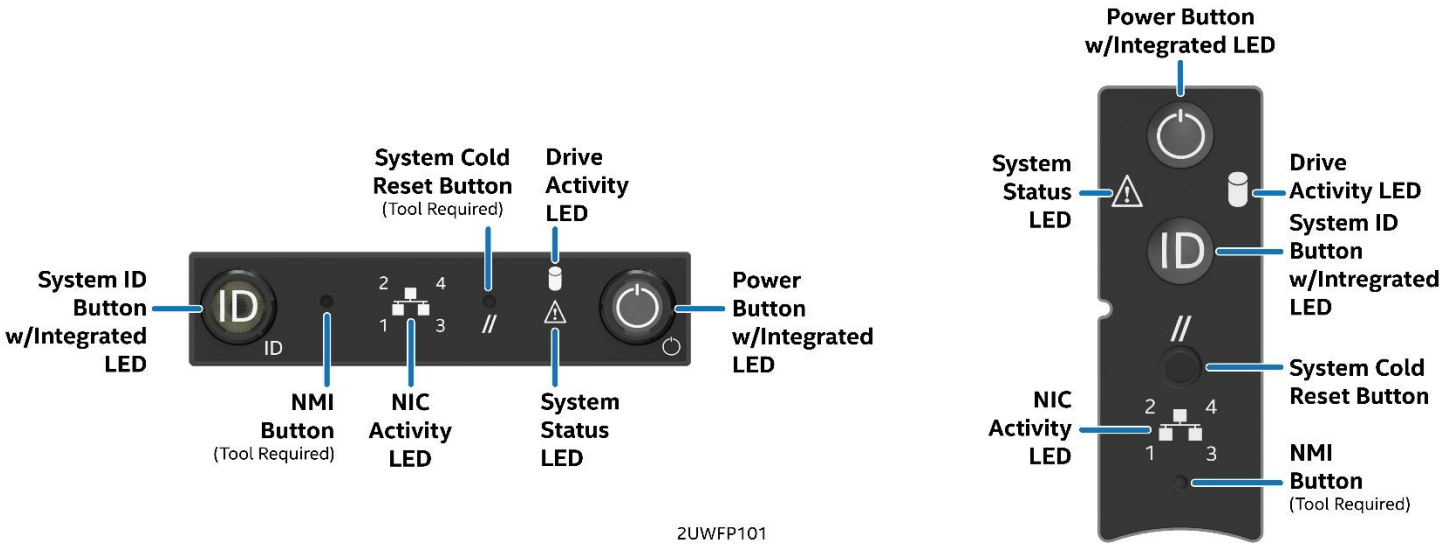 System Cold
Reset Button
(Tool Required)
Drive
Activity
LED
System ID
Button
w/Integrated
LED
ID
ID
2 4
1 3
//
Power
Button
w/Integrated
LED
NMI
Button
(Tool Required)
NIC
Activity
LED
System
Status
LED
2UWFP101
Power Button
w/Integrated LED
System
Status
LED
Drive
Activity LED
ID
System ID
Button
w/Intregrated
LED
//
System Cold
Reset Button
NIC
Activity
LED
2 4
1 3
NMI
Button
(Tool Required)